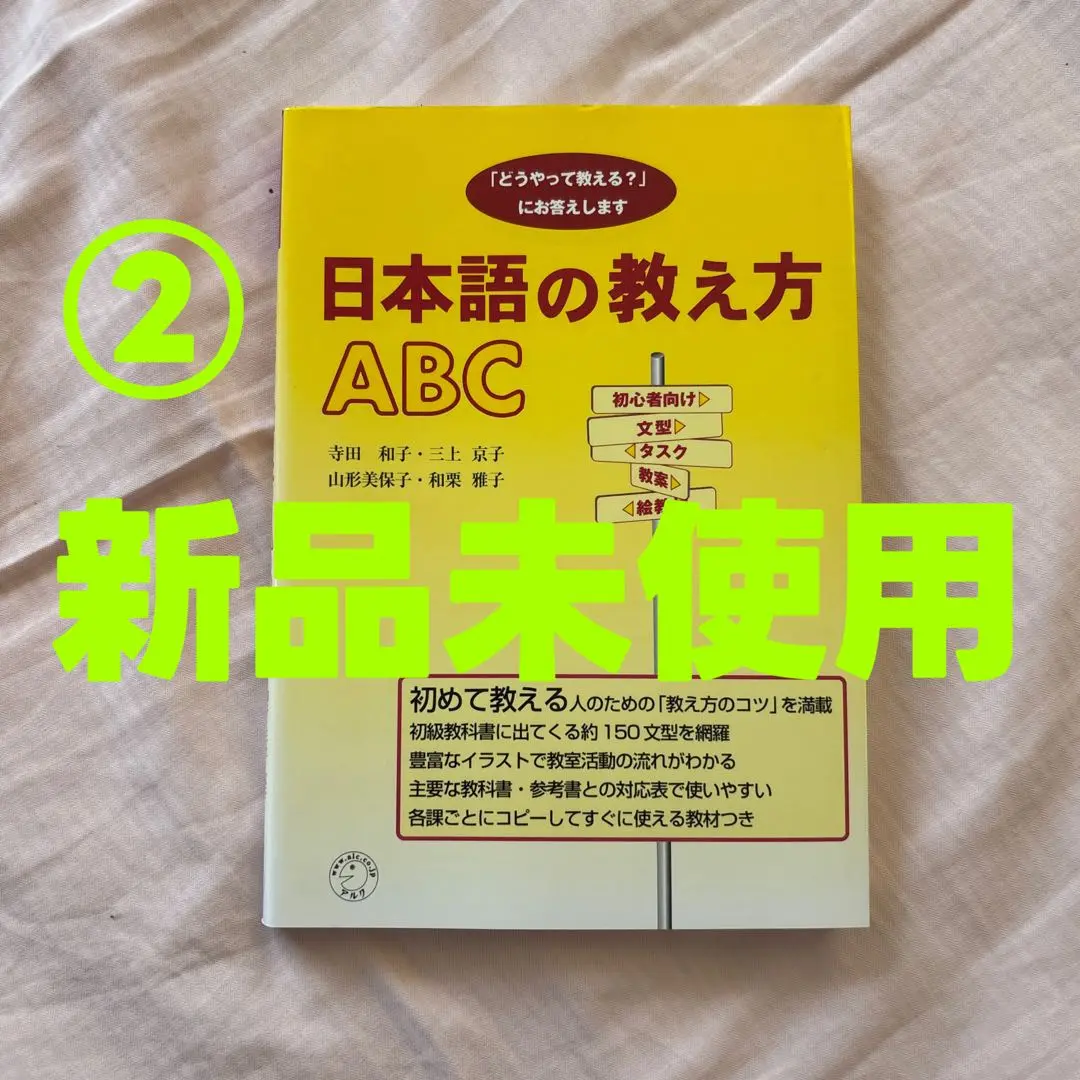 「どうやって教える？」
にお答えします
日本語の教え方
ABC
②
初心者向け▷
文型▷
◁タスク
教案▷
◁絵教
寺田 和子・三上 京子
山形美保子・和栗 雅子
新品未使用
初めて教える人のための「教え方のコツ」を満載
初級教科書に出てくる約150文型を網羅
豊富なイラストで教室活動の流れがわかる
主要な教科書・参考書との対応表で使いやすい
各課ごとにコピーしてすぐに使える教材つき
www.alc.co.jp
アルク